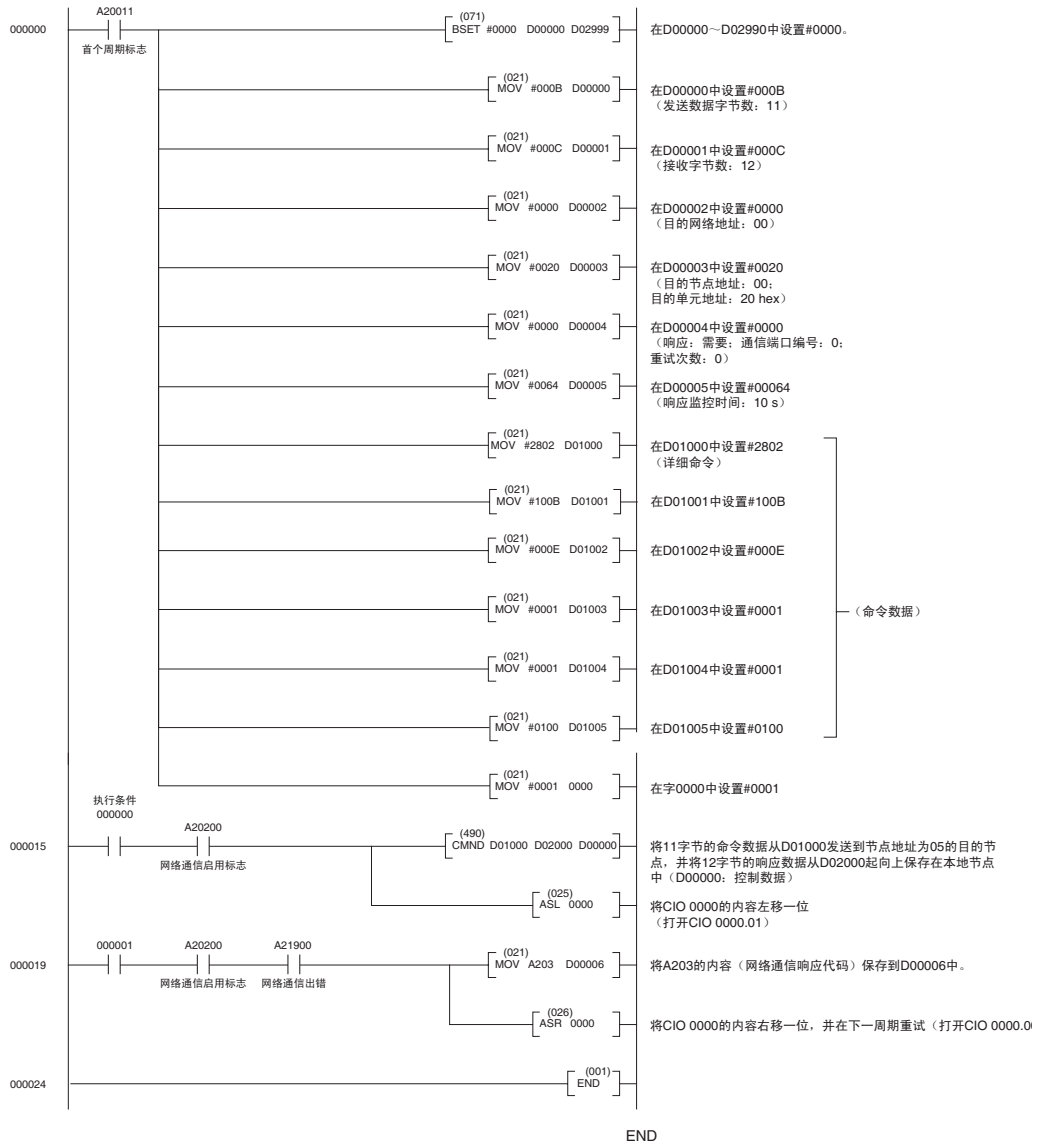 A20011
000000
首个周期标志
(071)
BSET #0000 D00000 D02999
在D00000～D02990中设置#0000。
(021)
MOV #000B D00000
在D00000中设置#000B
（发送数据字节数：11）
(021)
MOV #000C D00001
在D00001中设置#000C
（接收字节数：12）
(021)
MOV #0000 D00002
在D00002中设置#0000
（目的网络地址：00）
(021)
MOV #0020 D00003
在D00003中设置#0020
（目的节点地址：00；
目的单元地址：20 hex）
(021)
MOV #0000 D00004
在D00004中设置#0000
（响应：需要；通信端口编号：0；
重试次数：0）
(021)
MOV #0064 D00005
在D00005中设置#00064
（响应监控时间：10 s）
(021)
MOV #2802 D01000
在D01000中设置#2802
（详细命令）
(021)
MOV #100B D01001
在D01001中设置#100B
(021)
MOV #000E D01002
在D01002中设置#000E
(021)
MOV #0001 D01003
在D01003中设置#0001
（命令数据）
(021)
MOV #0001 D01004
在D01004中设置#0001
(021)
MOV #0100 D01005
在D01005中设置#0100
(021)
MOV #0001 0000
在字0000中设置#0001
执行条件
000000
A20200
000015
网络通信启用标志
(490)
CMND D01000 D02000 D00000
将11字节的命令数据从D01000发送到节点地址为05的目的节
点，并将12字节的响应数据从D02000起向上保存在本地节点
中（D00000：控制数据）
(025)
ASL 0000
将CIO 0000的内容左移一位
（打开CIO 0000.01）
000001 A20200 A21900
000019
网络通信启用标志 网络通信出错
(021)
MOV A203 D00006
将A203的内容（网络通信响应代码）保存到D00006中。
(026)
ASR 0000
将CIO 0000的内容右移一位，并在下一周期重试（打开CIO 0000.0
000024
(001)
END
END